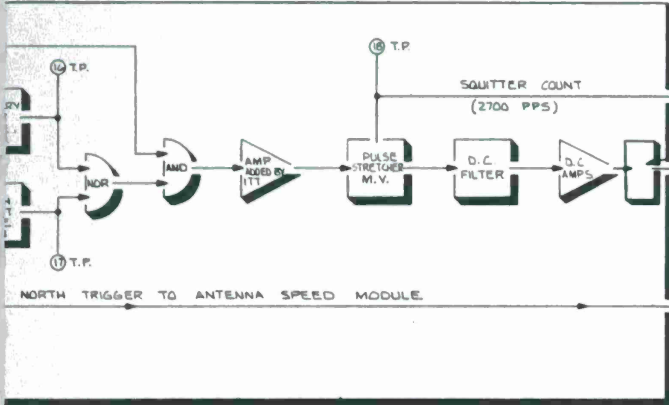 18 T.P.
16 T.P.
SQUITTER COUNT
(2700 PPS)
RY
NOR
AND
AMP
ADDED BY
ITT
PULSE
STRETCHER
M.V.
D.C.
FILTER
D.C.
AMPS
17 T.P.
NORTH TRIGGER TO ANTENNA SPEED MODULE